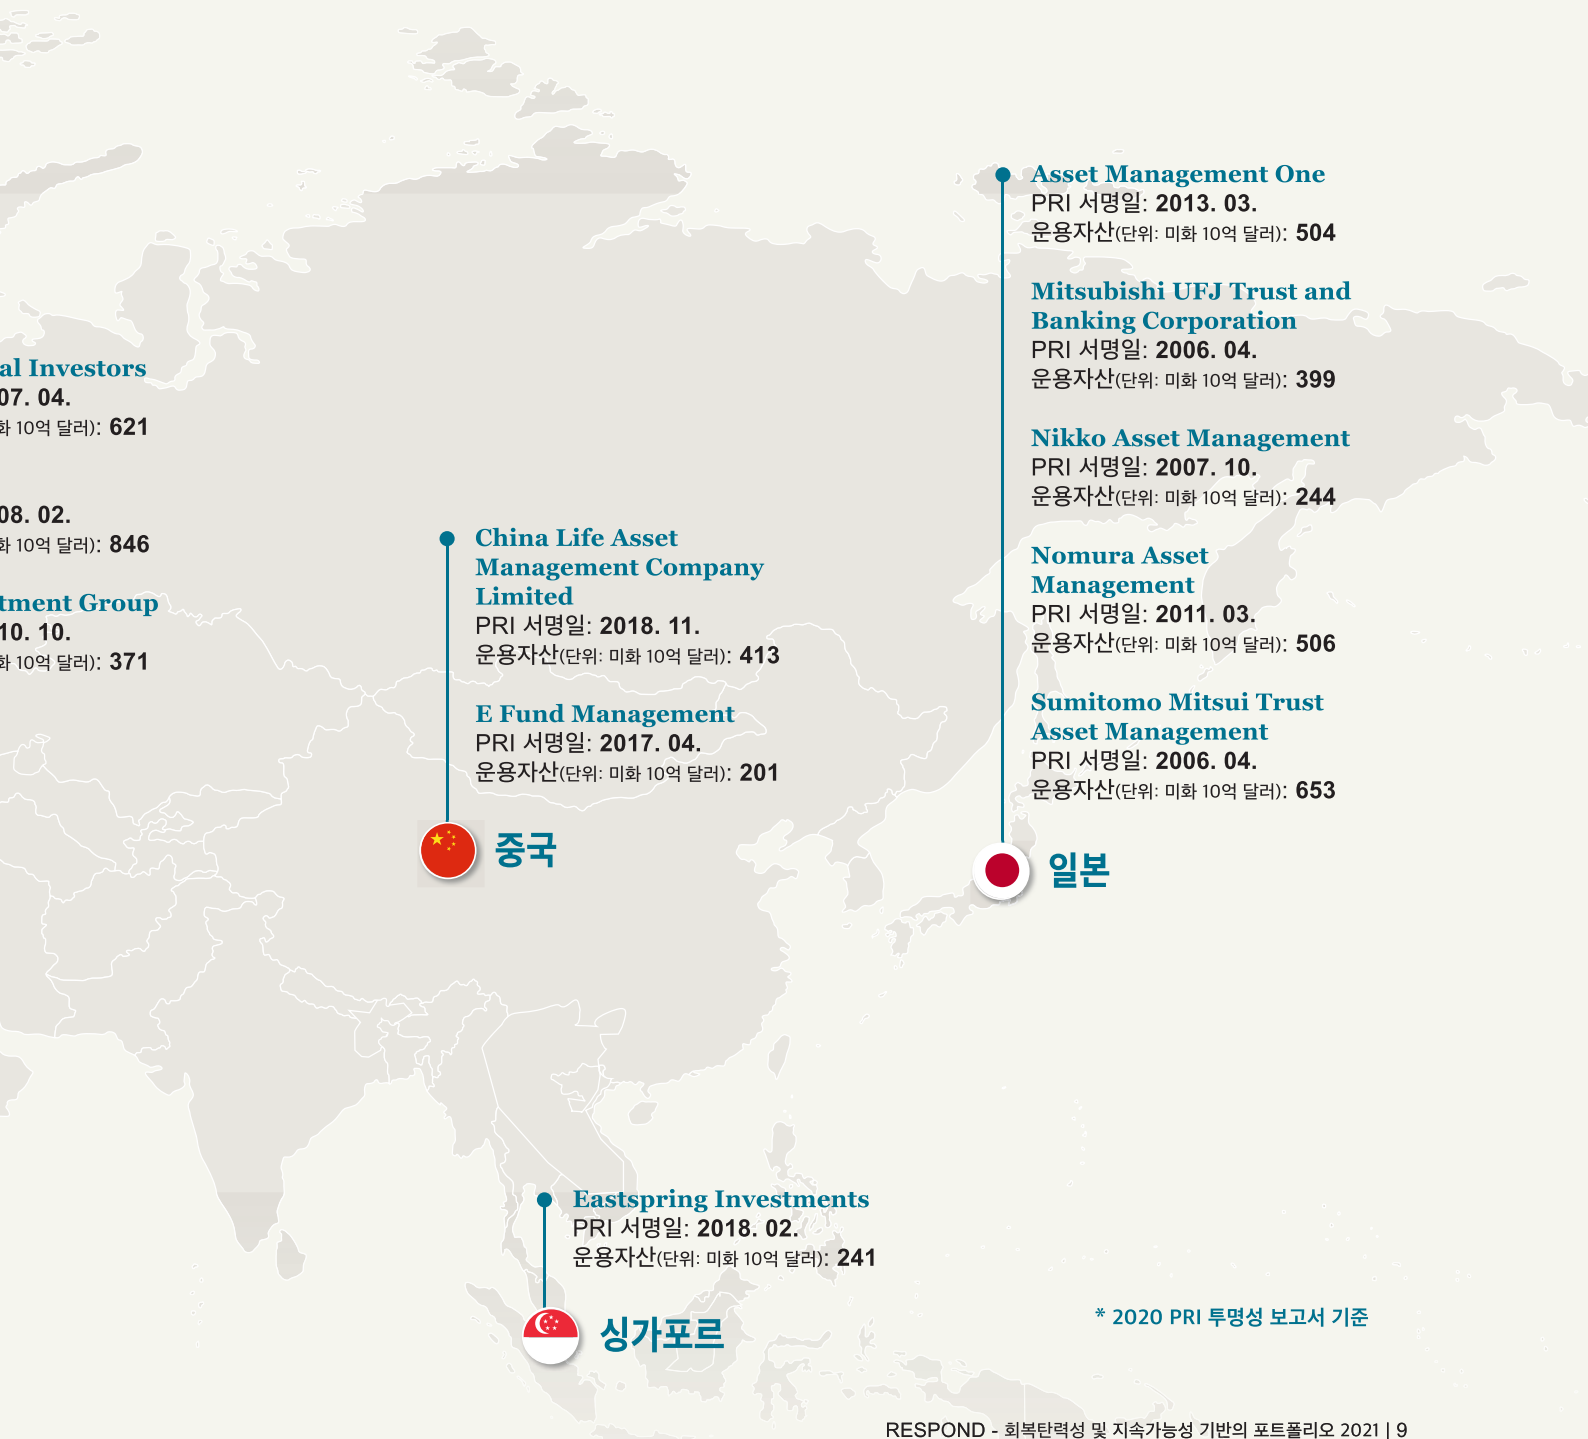 al Investors
07. 04.
화 10억 달러): 621
08. 02.
화 10억 달러): 846
tment Group
10. 10.
화 10억 달러): 371
China Life Asset
Management Company
Limited
PRI 서명일: 2018. 11.
운용자산(단위: 미화 10억 달러): 413
E Fund Management
PRI 서명일: 2017. 04.
운용자산(단위: 미화 10억 달러): 201
중국
Asset Management One
PRI 서명일: 2013. 03.
운용자산(단위: 미화 10억 달러): 504
Mitsubishi UFJ Trust and
Banking Corporation
PRI 서명일: 2006. 04.
운용자산(단위: 미화 10억 달러): 399
Nikko Asset Management
PRI 서명일: 2007. 10.
운용자산(단위: 미화 10억 달러): 244
Nomura Asset
Management
PRI 서명일: 2011. 03.
운용자산(단위: 미화 10억 달러): 506
Sumitomo Mitsui Trust
Asset Management
PRI 서명일: 2006. 04.
운용자산(단위: 미화 10억 달러): 653
일본
Eastspring Investments
PRI 서명일: 2018. 02.
운용자산(단위: 미화 10억 달러): 241
싱가포르
* 2020 PRI 투명성 보고서 기준
RESPOND - 회복탄력성 및 지속가능성 기반의 포트폴리오 2021 | 9